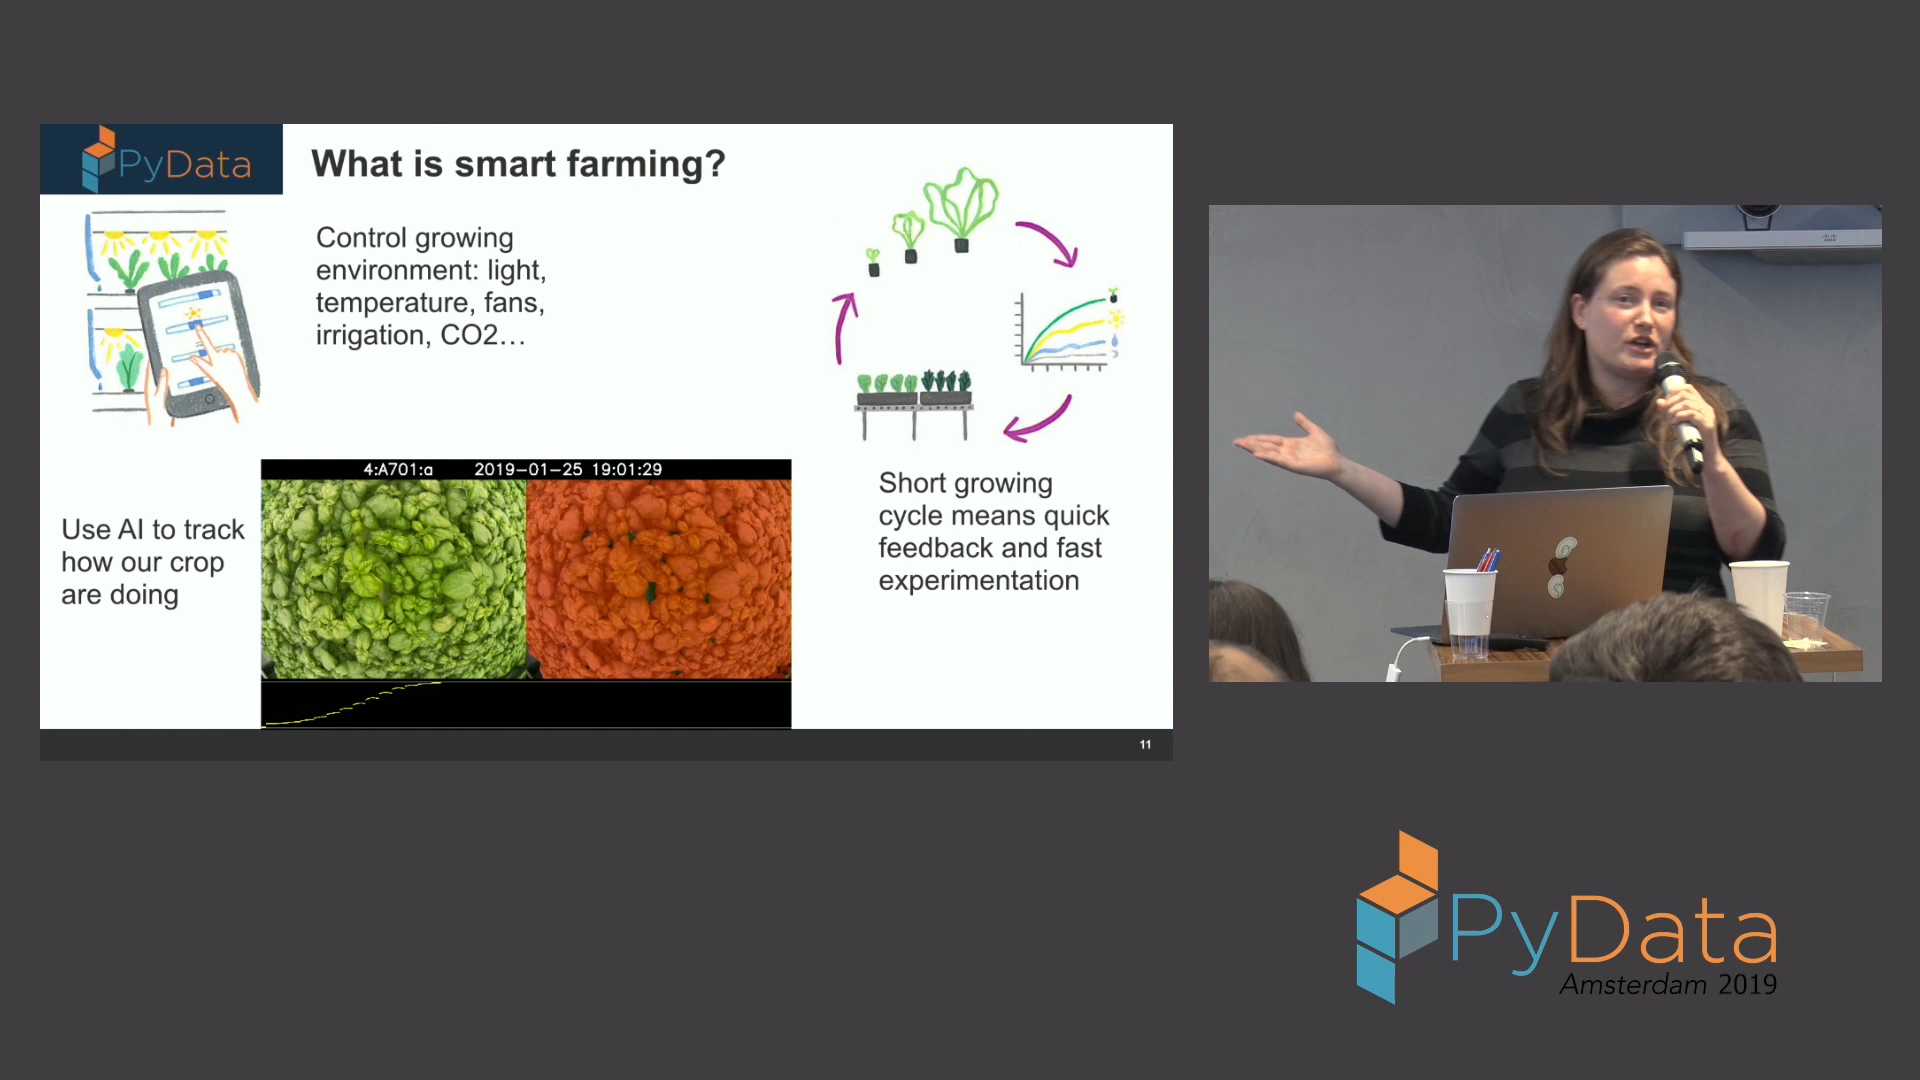 PyData
What is smart farming?
Control growing
environment: light,
temperature, fans,
irrigation, CO2…
4:A701:a 2019-01-25 19:01:29
Use AI to track
how our crop
are doing
Short growing
cycle means quick
feedback and fast
experimentation
11
PyData
Amsterdam 2019